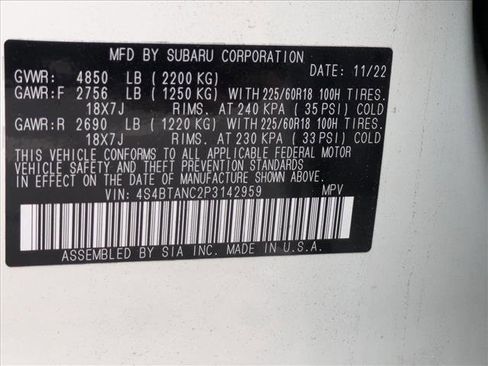 MFD BY SUBARU CORPORATION
GVWR: 4850 LB (2200 KG) DATE: 11/22
GAWR:F 2756 LB (1250 KG) WITH 225/60R18 100H TIRES.
18X7J RIMS. AT 240 KPA (35 PSI) COLD
GAWR:R 2690 LB (1220 KG) WITH 225/60R18 100H TIRES.
18X7J RIMS. AT 230 KPA (33 PSI) COLD
THIS VEHICLE CONFORMS TO ALL APPLICABLE FEDERAL MOTOR
VEHICLE SAFETY AND THEFT PREVENTION STANDARDS
IN EFFECT ON THE DATE OF MANUFACTURE SHOWN ABOVE.
VIN: 4S4BTANC2P3142959 MPV
ASSEMBLED BY SIA INC. MADE IN U.S.A.